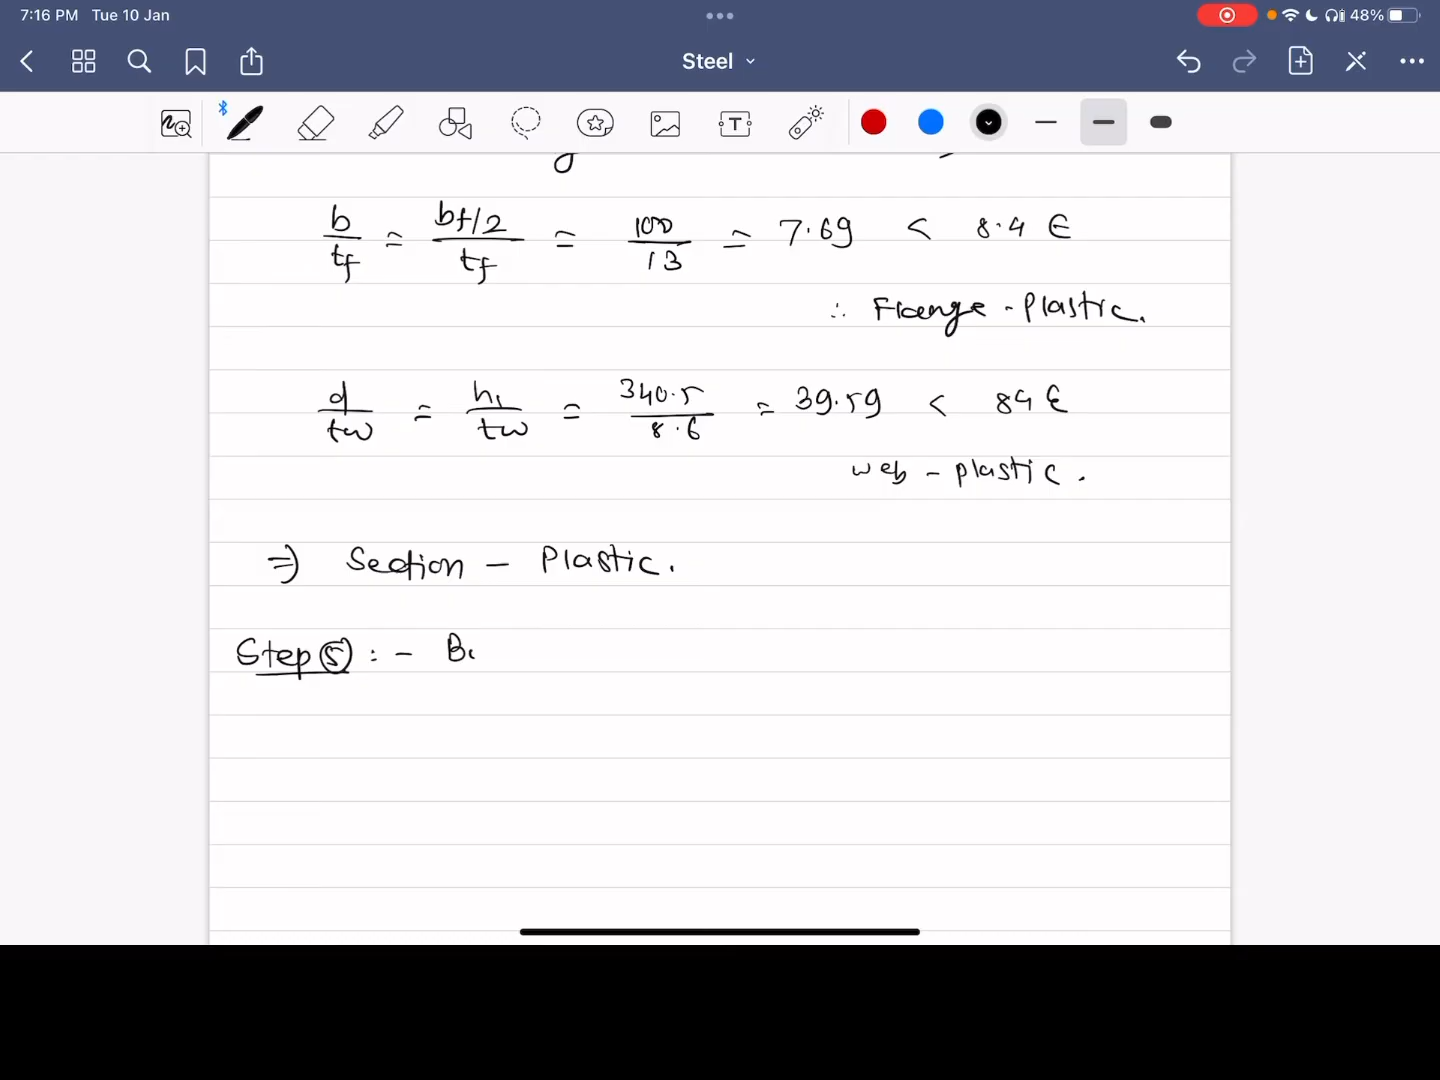 7:16 PM Tue 10 Jan
48%
Steel
T
b/tf = bf/2 / tf = 100/13 = 7.69 < 8.4 ∈
∴ Flange - Plastic.
d/tw = h1/tw = 340.5/8.6 = 39.59 < 84 ∈
web - plastic.
⇒ Section - Plastic.
Step ⑤ : -